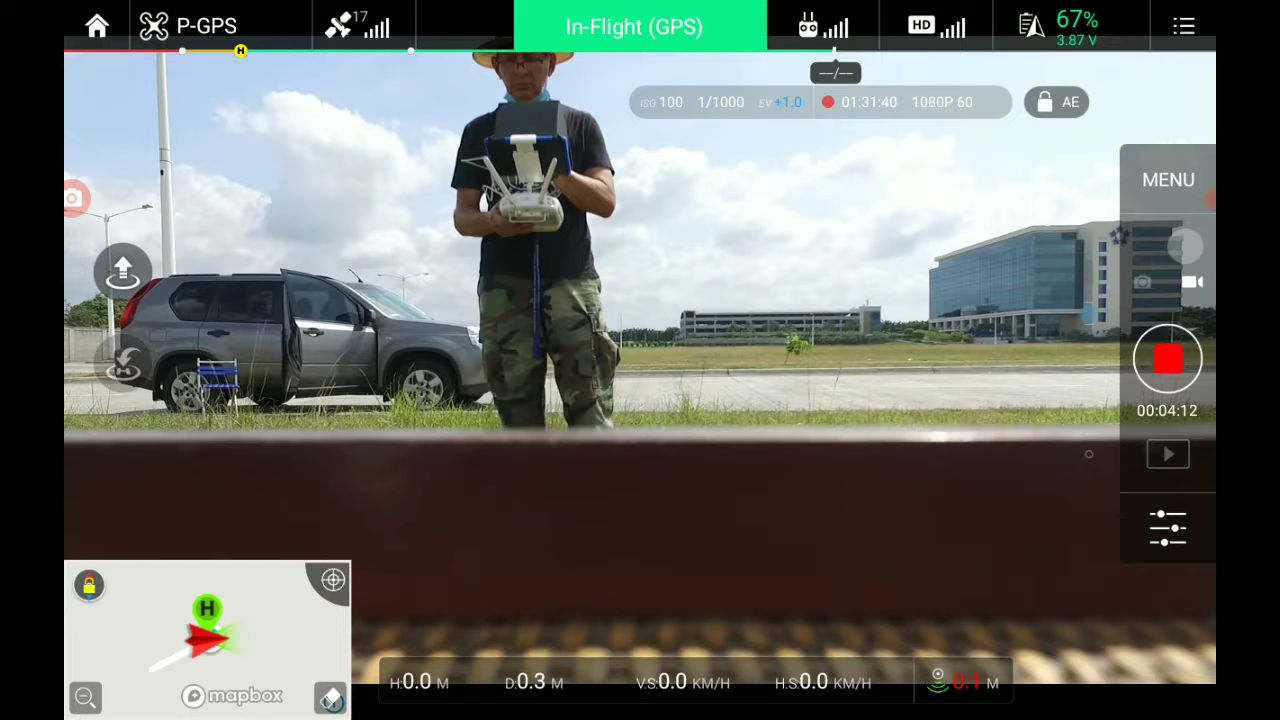 P-GPS
17
In-Flight (GPS)
HD
67%
3.87 V
H
--/--
ISO 100 1/1000 EV +1.0 01:31:40 1080P 60
AE
MENU
00:04:12
H
mapbox
H:0.0 M D:0.3 M V.S:0.0 KM/H H.S:0.0 KM/H 0.1 M